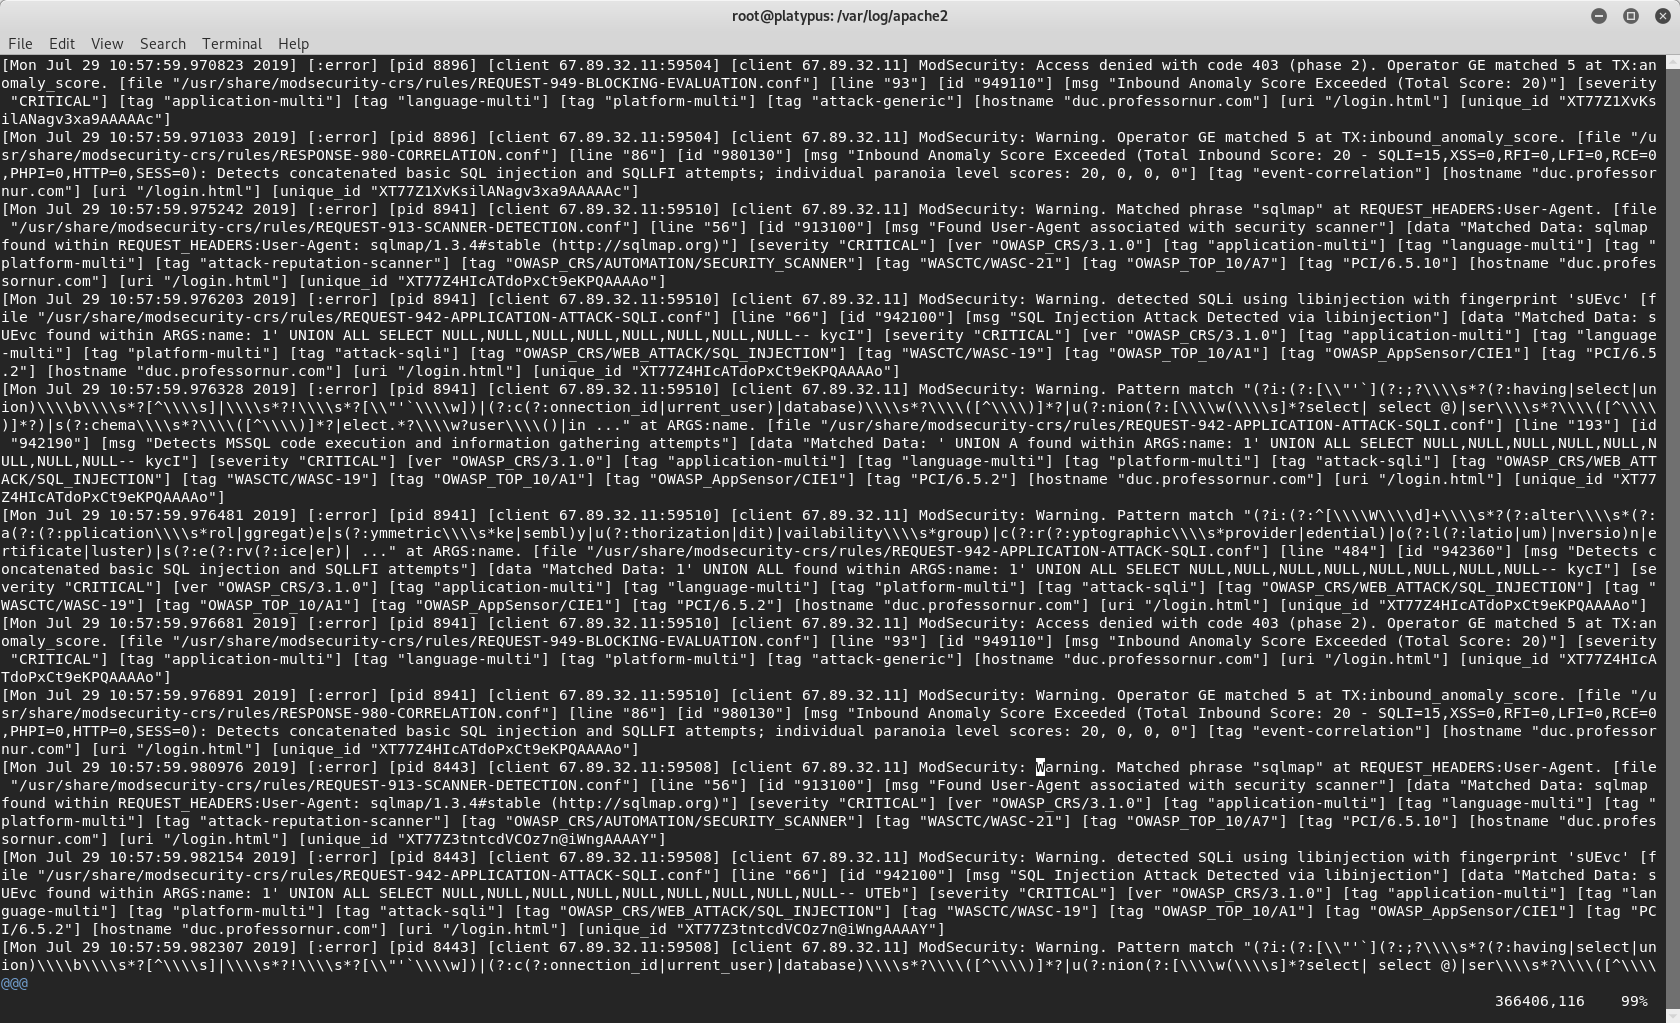 root@platypus: /var/log/apache2
File Edit View Search Terminal Help
[Mon Jul 29 10:57:59.970823 2019] [:error] [pid 8896] [client 67.89.32.11:59504] [client 67.89.32.11] ModSecurity: Access denied with code 403 (phase 2). Operator GE matched 5 at TX:an
omaly_score. [file "/usr/share/modsecurity-crs/rules/REQUEST-949-BLOCKING-EVALUATION.conf"] [line "93"] [id "949110"] [msg "Inbound Anomaly Score Exceeded (Total Score: 20)"] [severity
 "CRITICAL"] [tag "application-multi"] [tag "language-multi"] [tag "platform-multi"] [tag "attack-generic"] [hostname "duc.professornur.com"] [uri "/login.html"] [unique_id "XT77Z1XvKs
ilANagv3xa9AAAAAc"]
[Mon Jul 29 10:57:59.971033 2019] [:error] [pid 8896] [client 67.89.32.11:59504] [client 67.89.32.11] ModSecurity: Warning. Operator GE matched 5 at TX:inbound_anomaly_score. [file "/u
sr/share/modsecurity-crs/rules/RESPONSE-980-CORRELATION.conf"] [line "86"] [id "980130"] [msg "Inbound Anomaly Score Exceeded (Total Inbound Score: 20 - SQLI=15,XSS=0,RFI=0,LFI=0,RCE=0
,PHPI=0,HTTP=0,SESS=0): Detects concatenated basic SQL injection and SQLLFI attempts; individual paranoia level scores: 20, 0, 0, 0"] [tag "event-correlation"] [hostname "duc.professor
nur.com"] [uri "/login.html"] [unique_id "XT77Z1XvKsilANagv3xa9AAAAAc"]
[Mon Jul 29 10:57:59.975242 2019] [:error] [pid 8941] [client 67.89.32.11:59510] [client 67.89.32.11] ModSecurity: Warning. Matched phrase "sqlmap" at REQUEST_HEADERS:User-Agent. [file
 "/usr/share/modsecurity-crs/rules/REQUEST-913-SCANNER-DETECTION.conf"] [line "56"] [id "913100"] [msg "Found User-Agent associated with security scanner"] [data "Matched Data: sqlmap 
found within REQUEST_HEADERS:User-Agent: sqlmap/1.3.4#stable (http://sqlmap.org)"] [severity "CRITICAL"] [ver "OWASP_CRS/3.1.0"] [tag "application-multi"] [tag "language-multi"] [tag "
platform-multi"] [tag "attack-reputation-scanner"] [tag "OWASP_CRS/AUTOMATION/SECURITY_SCANNER"] [tag "WASCTC/WASC-21"] [tag "OWASP_TOP_10/A7"] [tag "PCI/6.5.10"] [hostname "duc.profes
sornur.com"] [uri "/login.html"] [unique_id "XT77Z4HIcATdoPxCt9eKPQAAAAo"]
[Mon Jul 29 10:57:59.976203 2019] [:error] [pid 8941] [client 67.89.32.11:59510] [client 67.89.32.11] ModSecurity: Warning. detected SQLi using libinjection with fingerprint 'sUEvc' [f
ile "/usr/share/modsecurity-crs/rules/REQUEST-942-APPLICATION-ATTACK-SQLI.conf"] [line "66"] [id "942100"] [msg "SQL Injection Attack Detected via libinjection"] [data "Matched Data: s
UEvc found within ARGS:name: 1' UNION ALL SELECT NULL,NULL,NULL,NULL,NULL,NULL,NULL,NULL-- kycI"] [severity "CRITICAL"] [ver "OWASP_CRS/3.1.0"] [tag "application-multi"] [tag "language
-multi"] [tag "platform-multi"] [tag "attack-sqli"] [tag "OWASP_CRS/WEB_ATTACK/SQL_INJECTION"] [tag "WASCTC/WASC-19"] [tag "OWASP_TOP_10/A1"] [tag "OWASP_AppSensor/CIE1"] [tag "PCI/6.5
.2"] [hostname "duc.professornur.com"] [uri "/login.html"] [unique_id "XT77Z4HIcATdoPxCt9eKPQAAAAo"]
[Mon Jul 29 10:57:59.976328 2019] [:error] [pid 8941] [client 67.89.32.11:59510] [client 67.89.32.11] ModSecurity: Warning. Pattern match "(?i:(?:[\\"'`](?:;?\\\\s*?(?:having|select|un
ion)\\\\b\\\\s*?[^\\\\s]|\\\\s*?!\\\\s*?[\\"'`\\\\w])|(?:c(?:onnection_id|urrent_user)|database)\\\\s*?\\\\([^\\\\)]*?|u(?:nion(?:[\\\\w(\\\\s]*?select| select @)|ser\\\\s*?\\\\([^\\\\
)]*?)|s(?:chema\\\\s*?\\\\([^\\\\)]*?|elect.*?\\\\w?user\\\\()|in ..." at ARGS:name. [file "/usr/share/modsecurity-crs/rules/REQUEST-942-APPLICATION-ATTACK-SQLI.conf"] [line "193"] [id
 "942190"] [msg "Detects MSSQL code execution and information gathering attempts"] [data "Matched Data: ' UNION A found within ARGS:name: 1' UNION ALL SELECT NULL,NULL,NULL,NULL,NULL,N
ULL,NULL,NULL-- kycI"] [severity "CRITICAL"] [ver "OWASP_CRS/3.1.0"] [tag "application-multi"] [tag "language-multi"] [tag "platform-multi"] [tag "attack-sqli"] [tag "OWASP_CRS/WEB_ATT
ACK/SQL_INJECTION"] [tag "WASCTC/WASC-19"] [tag "OWASP_TOP_10/A1"] [tag "OWASP_AppSensor/CIE1"] [tag "PCI/6.5.2"] [hostname "duc.professornur.com"] [uri "/login.html"] [unique_id "XT77
Z4HIcATdoPxCt9eKPQAAAAo"]
[Mon Jul 29 10:57:59.976481 2019] [:error] [pid 8941] [client 67.89.32.11:59510] [client 67.89.32.11] ModSecurity: Warning. Pattern match "(?i:(?:^[\\\\W\\\\d]+\\\\s*?(?:alter\\\\s*(?:
a(?:(?:pplication\\\\s*rol|ggregat)e|s(?:ymmetric\\\\s*ke|sembl)y|u(?:thorization|dit)|vailability\\\\s*group)|c(?:r(?:yptographic\\\\s*provider|edential)|o(?:l(?:latio|um)|nversio)n|e
rtificate|luster)|s(?:e(?:rv(?:ice|er)| ..." at ARGS:name. [file "/usr/share/modsecurity-crs/rules/REQUEST-942-APPLICATION-ATTACK-SQLI.conf"] [line "484"] [id "942360"] [msg "Detects c
oncatenated basic SQL injection and SQLLFI attempts"] [data "Matched Data: 1' UNION ALL found within ARGS:name: 1' UNION ALL SELECT NULL,NULL,NULL,NULL,NULL,NULL,NULL,NULL-- kycI"] [se
verity "CRITICAL"] [ver "OWASP_CRS/3.1.0"] [tag "application-multi"] [tag "language-multi"] [tag "platform-multi"] [tag "attack-sqli"] [tag "OWASP_CRS/WEB_ATTACK/SQL_INJECTION"] [tag "
WASCTC/WASC-19"] [tag "OWASP_TOP_10/A1"] [tag "OWASP_AppSensor/CIE1"] [tag "PCI/6.5.2"] [hostname "duc.professornur.com"] [uri "/login.html"] [unique_id "XT77Z4HIcATdoPxCt9eKPQAAAAo"]
[Mon Jul 29 10:57:59.976681 2019] [:error] [pid 8941] [client 67.89.32.11:59510] [client 67.89.32.11] ModSecurity: Access denied with code 403 (phase 2). Operator GE matched 5 at TX:an
omaly_score. [file "/usr/share/modsecurity-crs/rules/REQUEST-949-BLOCKING-EVALUATION.conf"] [line "93"] [id "949110"] [msg "Inbound Anomaly Score Exceeded (Total Score: 20)"] [severity
 "CRITICAL"] [tag "application-multi"] [tag "language-multi"] [tag "platform-multi"] [tag "attack-generic"] [hostname "duc.professornur.com"] [uri "/login.html"] [unique_id "XT77Z4HIcA
TdoPxCt9eKPQAAAAo"]
[Mon Jul 29 10:57:59.976891 2019] [:error] [pid 8941] [client 67.89.32.11:59510] [client 67.89.32.11] ModSecurity: Warning. Operator GE matched 5 at TX:inbound_anomaly_score. [file "/u
sr/share/modsecurity-crs/rules/RESPONSE-980-CORRELATION.conf"] [line "86"] [id "980130"] [msg "Inbound Anomaly Score Exceeded (Total Inbound Score: 20 - SQLI=15,XSS=0,RFI=0,LFI=0,RCE=0
,PHPI=0,HTTP=0,SESS=0): Detects concatenated basic SQL injection and SQLLFI attempts; individual paranoia level scores: 20, 0, 0, 0"] [tag "event-correlation"] [hostname "duc.professor
nur.com"] [uri "/login.html"] [unique_id "XT77Z4HIcATdoPxCt9eKPQAAAAo"]
[Mon Jul 29 10:57:59.980976 2019] [:error] [pid 8443] [client 67.89.32.11:59508] [client 67.89.32.11] ModSecurity: Warning. Matched phrase "sqlmap" at REQUEST_HEADERS:User-Agent. [file
 "/usr/share/modsecurity-crs/rules/REQUEST-913-SCANNER-DETECTION.conf"] [line "56"] [id "913100"] [msg "Found User-Agent associated with security scanner"] [data "Matched Data: sqlmap 
found within REQUEST_HEADERS:User-Agent: sqlmap/1.3.4#stable (http://sqlmap.org)"] [severity "CRITICAL"] [ver "OWASP_CRS/3.1.0"] [tag "application-multi"] [tag "language-multi"] [tag "
platform-multi"] [tag "attack-reputation-scanner"] [tag "OWASP_CRS/AUTOMATION/SECURITY_SCANNER"] [tag "WASCTC/WASC-21"] [tag "OWASP_TOP_10/A7"] [tag "PCI/6.5.10"] [hostname "duc.profes
sornur.com"] [uri "/login.html"] [unique_id "XT77Z3tntcdVCOz7n@iWngAAAAY"]
[Mon Jul 29 10:57:59.982154 2019] [:error] [pid 8443] [client 67.89.32.11:59508] [client 67.89.32.11] ModSecurity: Warning. detected SQLi using libinjection with fingerprint 'sUEvc' [f
ile "/usr/share/modsecurity-crs/rules/REQUEST-942-APPLICATION-ATTACK-SQLI.conf"] [line "66"] [id "942100"] [msg "SQL Injection Attack Detected via libinjection"] [data "Matched Data: s
UEvc found within ARGS:name: 1' UNION ALL SELECT NULL,NULL,NULL,NULL,NULL,NULL,NULL,NULL,NULL-- UTEb"] [severity "CRITICAL"] [ver "OWASP_CRS/3.1.0"] [tag "application-multi"] [tag "lan
guage-multi"] [tag "platform-multi"] [tag "attack-sqli"] [tag "OWASP_CRS/WEB_ATTACK/SQL_INJECTION"] [tag "WASCTC/WASC-19"] [tag "OWASP_TOP_10/A1"] [tag "OWASP_AppSensor/CIE1"] [tag "PC
I/6.5.2"] [hostname "duc.professornur.com"] [uri "/login.html"] [unique_id "XT77Z3tntcdVCOz7n@iWngAAAAY"]
[Mon Jul 29 10:57:59.982307 2019] [:error] [pid 8443] [client 67.89.32.11:59508] [client 67.89.32.11] ModSecurity: Warning. Pattern match "(?i:(?:[\\"'`](?:;?\\\\s*?(?:having|select|un
ion)\\\\b\\\\s*?[^\\\\s]|\\\\s*?!\\\\s*?[\\"'`\\\\w])|(?:c(?:onnection_id|urrent_user)|database)\\\\s*?\\\\([^\\\\)]*?|u(?:nion(?:[\\\\w(\\\\s]*?select| select @)|ser\\\\s*?\\\\([^\\\\
@@@
366406,116 99%